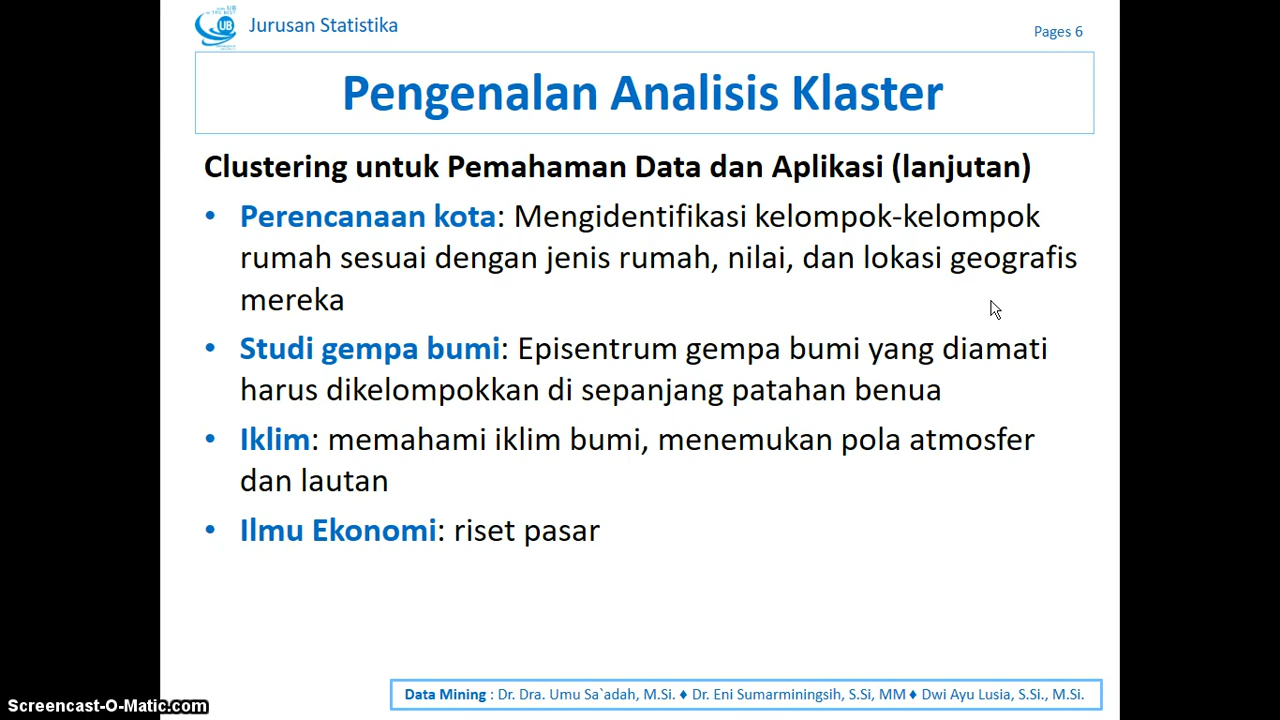 UB
Jurusan Statistika
Pages 6
Pengenalan Analisis Klaster
Clustering untuk Pemahaman Data dan Aplikasi (lanjutan)
• Perencanaan kota: Mengidentifikasi kelompok-kelompok
rumah sesuai dengan jenis rumah, nilai, dan lokasi geografis
mereka
• Studi gempa bumi: Episentrum gempa bumi yang diamati
harus dikelompokkan di sepanjang patahan benua
• Iklim: memahami iklim bumi, menemukan pola atmosfer
dan lautan
• Ilmu Ekonomi: riset pasar
Data Mining : Dr. Dra. Umu Sa`adah, M.Si. ♦ Dr. Eni Sumarminingsih, S.Si, MM ♦ Dwi Ayu Lusia, S.Si., M.Si.
Screencast-O-Matic.com